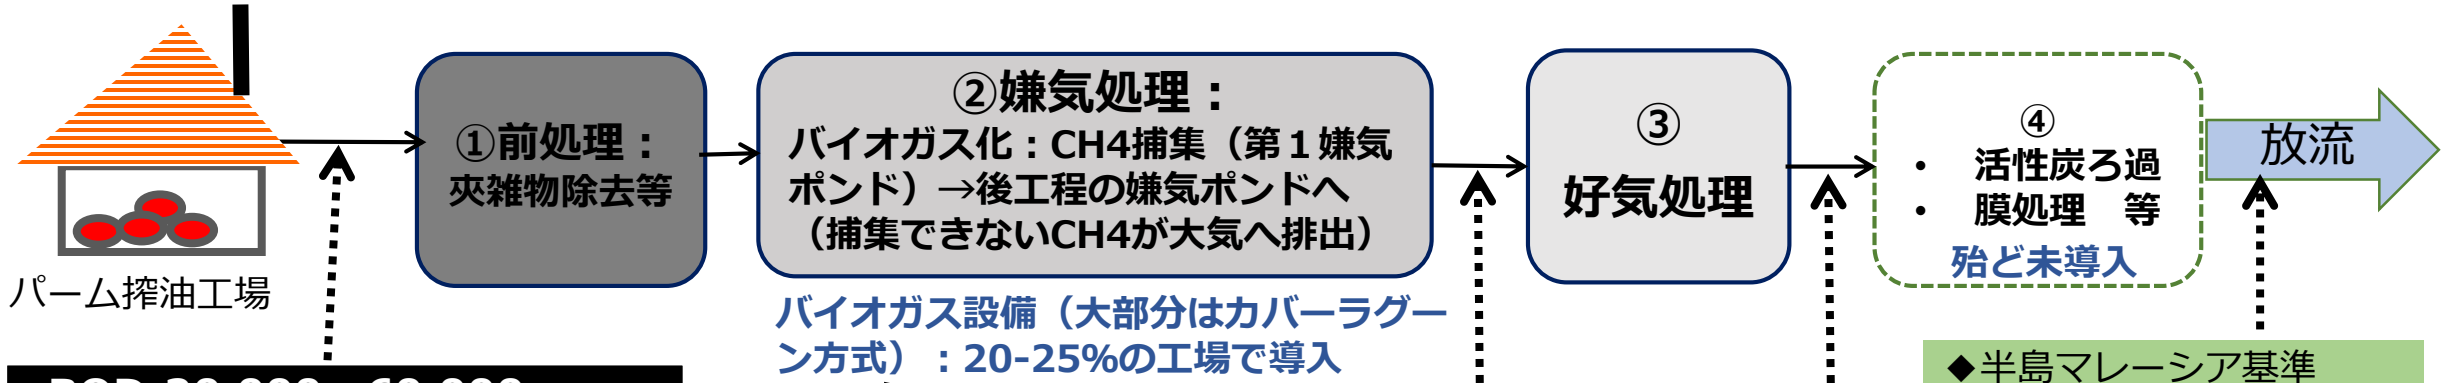 パーム搾油工場
①前処理：
夾雑物除去等
②嫌気処理：
バイオガス化：CH4捕集（第１嫌気
ポンド）→後工程の嫌気ポンドへ
（捕集できないCH4が大気へ排出）
バイオガス設備（大部分はカバーラグー
ン方式）：20-25%の工場で導入
③
好気処理
④
• 活性炭ろ過
• 膜処理　等
殆ど未導入
放流
◆半島マレーシア基準